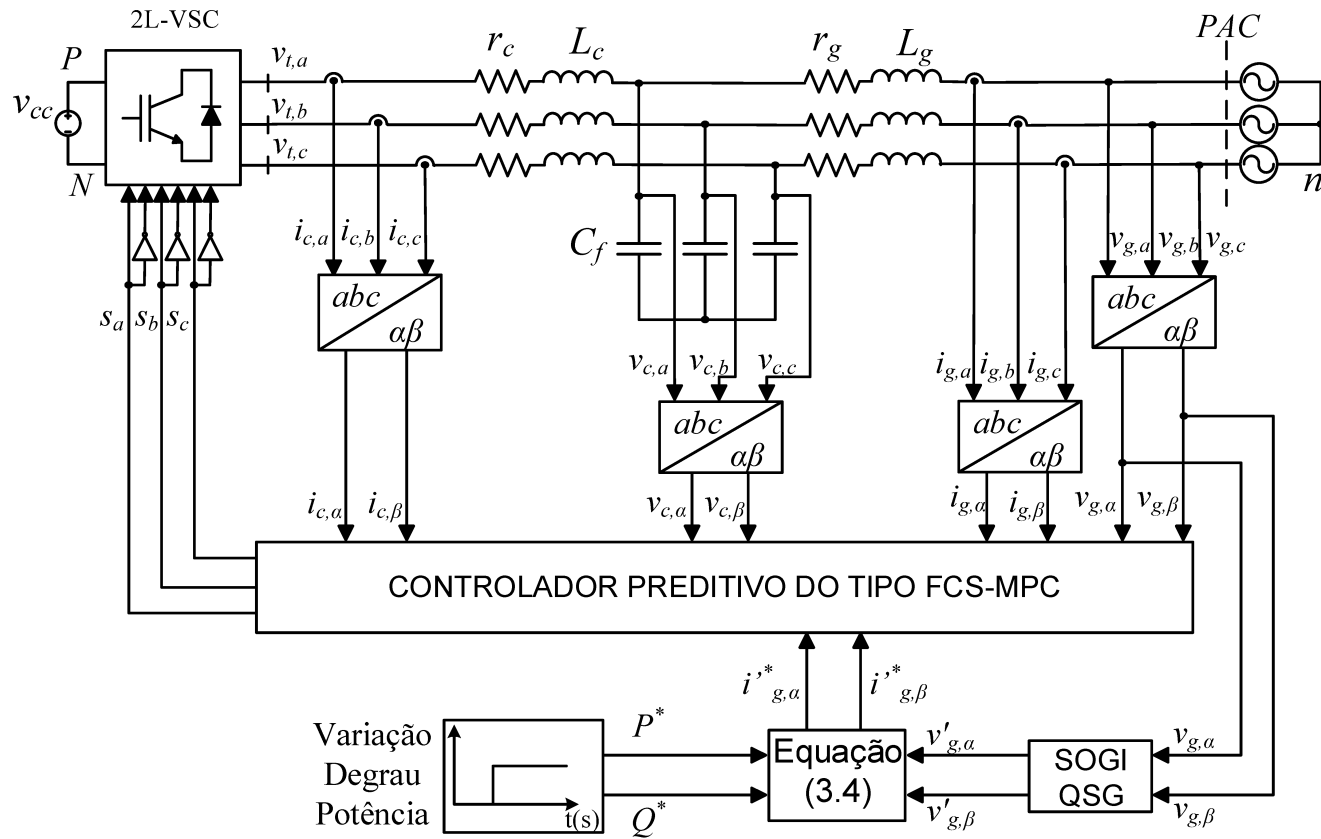 2L-VSC
P
v_cc
N
v_t,a
v_t,b
v_t,c
r_c
L_c
r_g
L_g
PAC
n
s_a
s_b
s_c
i_c,a
i_c,b
i_c,c
C_f
v_g,a
v_g,b
v_g,c
abc
αβ
abc
αβ
v_c,a
v_c,b
v_c,c
i_g,a
i_g,b
i_g,c
abc
αβ
abc
αβ
i_c,α
i_c,β
v_c,α
v_c,β
i_g,α
i_g,β
v_g,α
v_g,β
CONTROLADOR PREDITIVO DO TIPO FCS-MPC
i'*_g,α
i'*_g,β
Variação
Degrau
Potência
t(s)
P*
Q*
Equação
(3.4)
v'_g,α
v'_g,β
SOGI
QSG
v_g,α
v_g,β